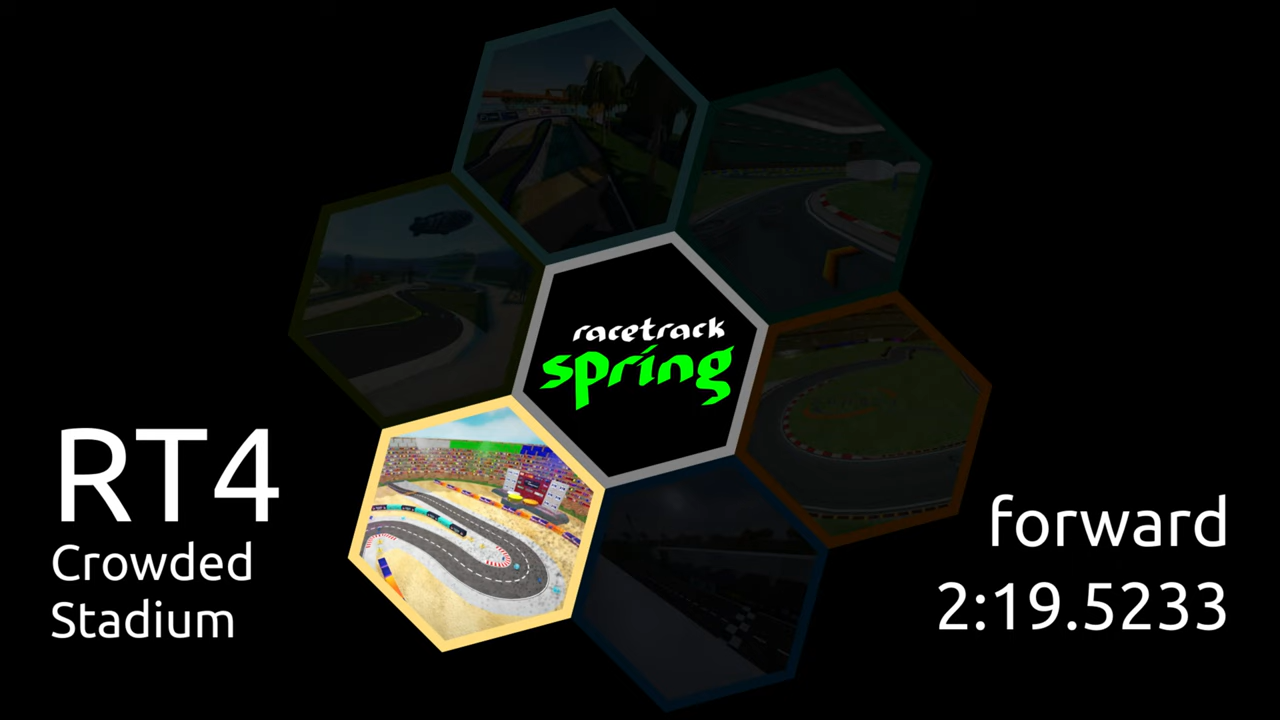 racetrack
spring
RT4
Crowded
Stadium
forward
2:19.5233